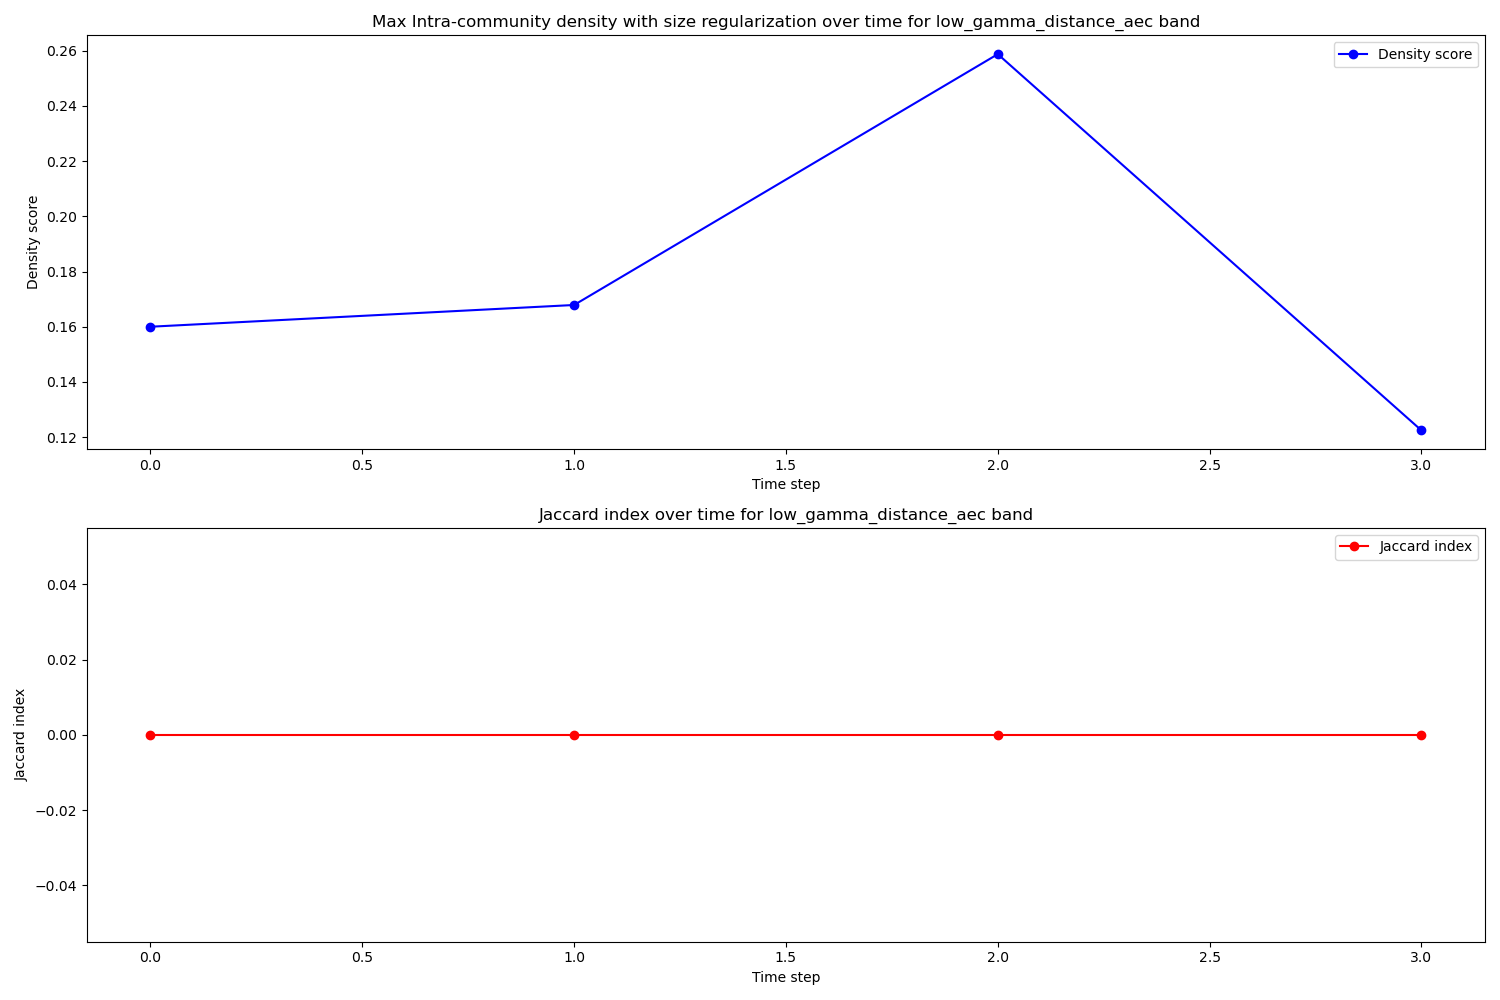 Max Intra-community density with size regularization over time for low_gamma_distance_aec band
Density score
0.26
0.24
0.22
0.20
0.18
0.16
0.14
0.12
Density score
0.0 0.5 1.0 1.5 2.0 2.5 3.0
Time step
Jaccard index over time for low_gamma_distance_aec band
Jaccard index
0.04
0.02
0.00
−0.02
−0.04
Jaccard index
0.0 0.5 1.0 1.5 2.0 2.5 3.0
Time step